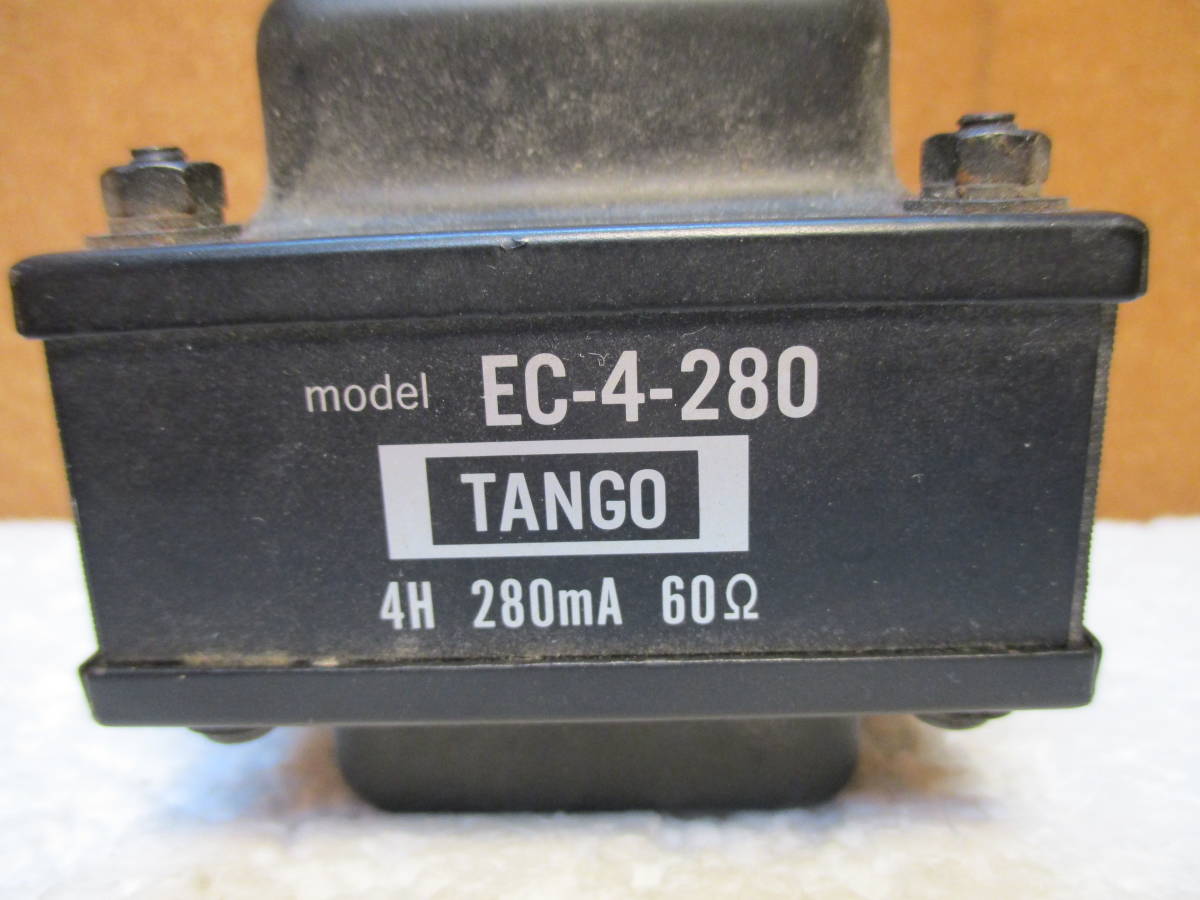 model EC-4-280
TANGO
4H 280mA 60Ω